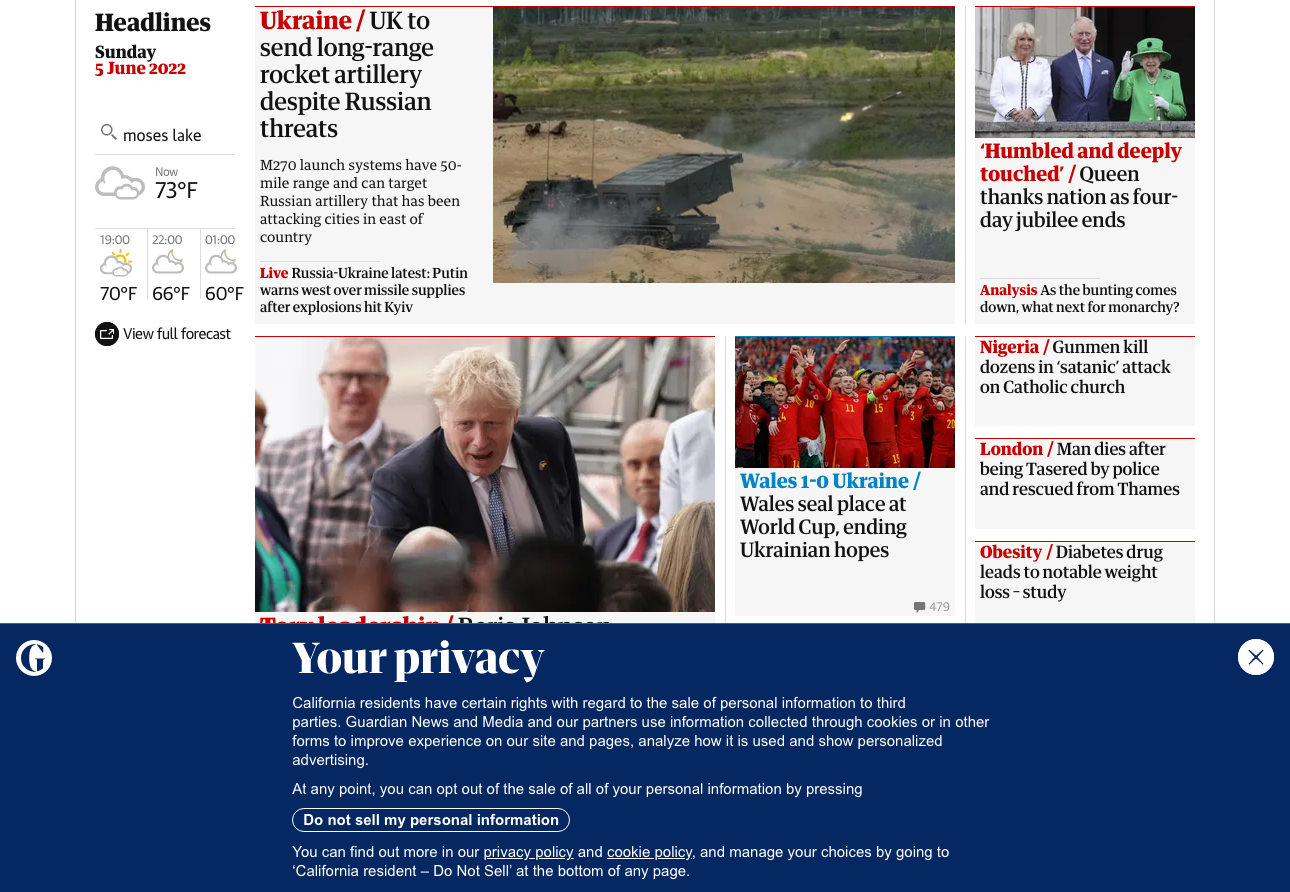 Headlines
Sunday
5 June 2022
moses lake
Now
73°F
19:00
22:00
01:00
70°F
66°F
60°F
View full forecast
Ukraine / UK to
send long-range
rocket artillery
despite Russian
threats
M270 launch systems have 50-
mile range and can target
Russian artillery that has been
attacking cities in east of
country
Live Russia-Ukraine latest: Putin
warns west over missile supplies
after explosions hit Kyiv
‘Humbled and deeply
touched’ / Queen
thanks nation as four-
day jubilee ends
Analysis As the bunting comes
down, what next for monarchy?
Tory leadership / Boris Johnson
10
11
15
3
14
20
Wales 1-0 Ukraine /
Wales seal place at
World Cup, ending
Ukrainian hopes
479
Nigeria / Gunmen kill
dozens in ‘satanic’ attack
on Catholic church
London / Man dies after
being Tasered by police
and rescued from Thames
Obesity / Diabetes drug
leads to notable weight
loss – study
G
Your privacy
California residents have certain rights with regard to the sale of personal information to third
parties. Guardian News and Media and our partners use information collected through cookies or in other
forms to improve experience on our site and pages, analyze how it is used and show personalized
advertising.
At any point, you can opt out of the sale of all of your personal information by pressing
Do not sell my personal information
You can find out more in our privacy policy and cookie policy, and manage your choices by going to
‘California resident – Do Not Sell’ at the bottom of any page.